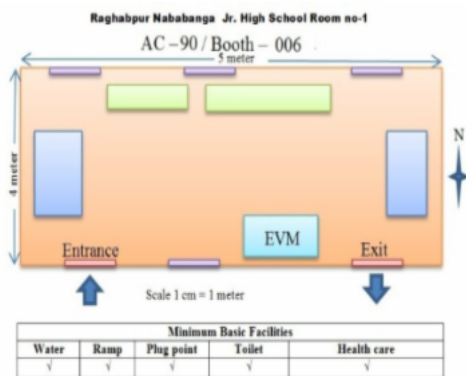 Raghabpur Nababanga Jr. High School Room no-1
AC –90 / Booth – 006
5 meter
4 meter
N
EVM
Entrance
Exit
Scale 1 cm = 1 meter
Minimum Basic Facilities
Water Ramp Plug point Toilet Health care
√ √ √ √ √